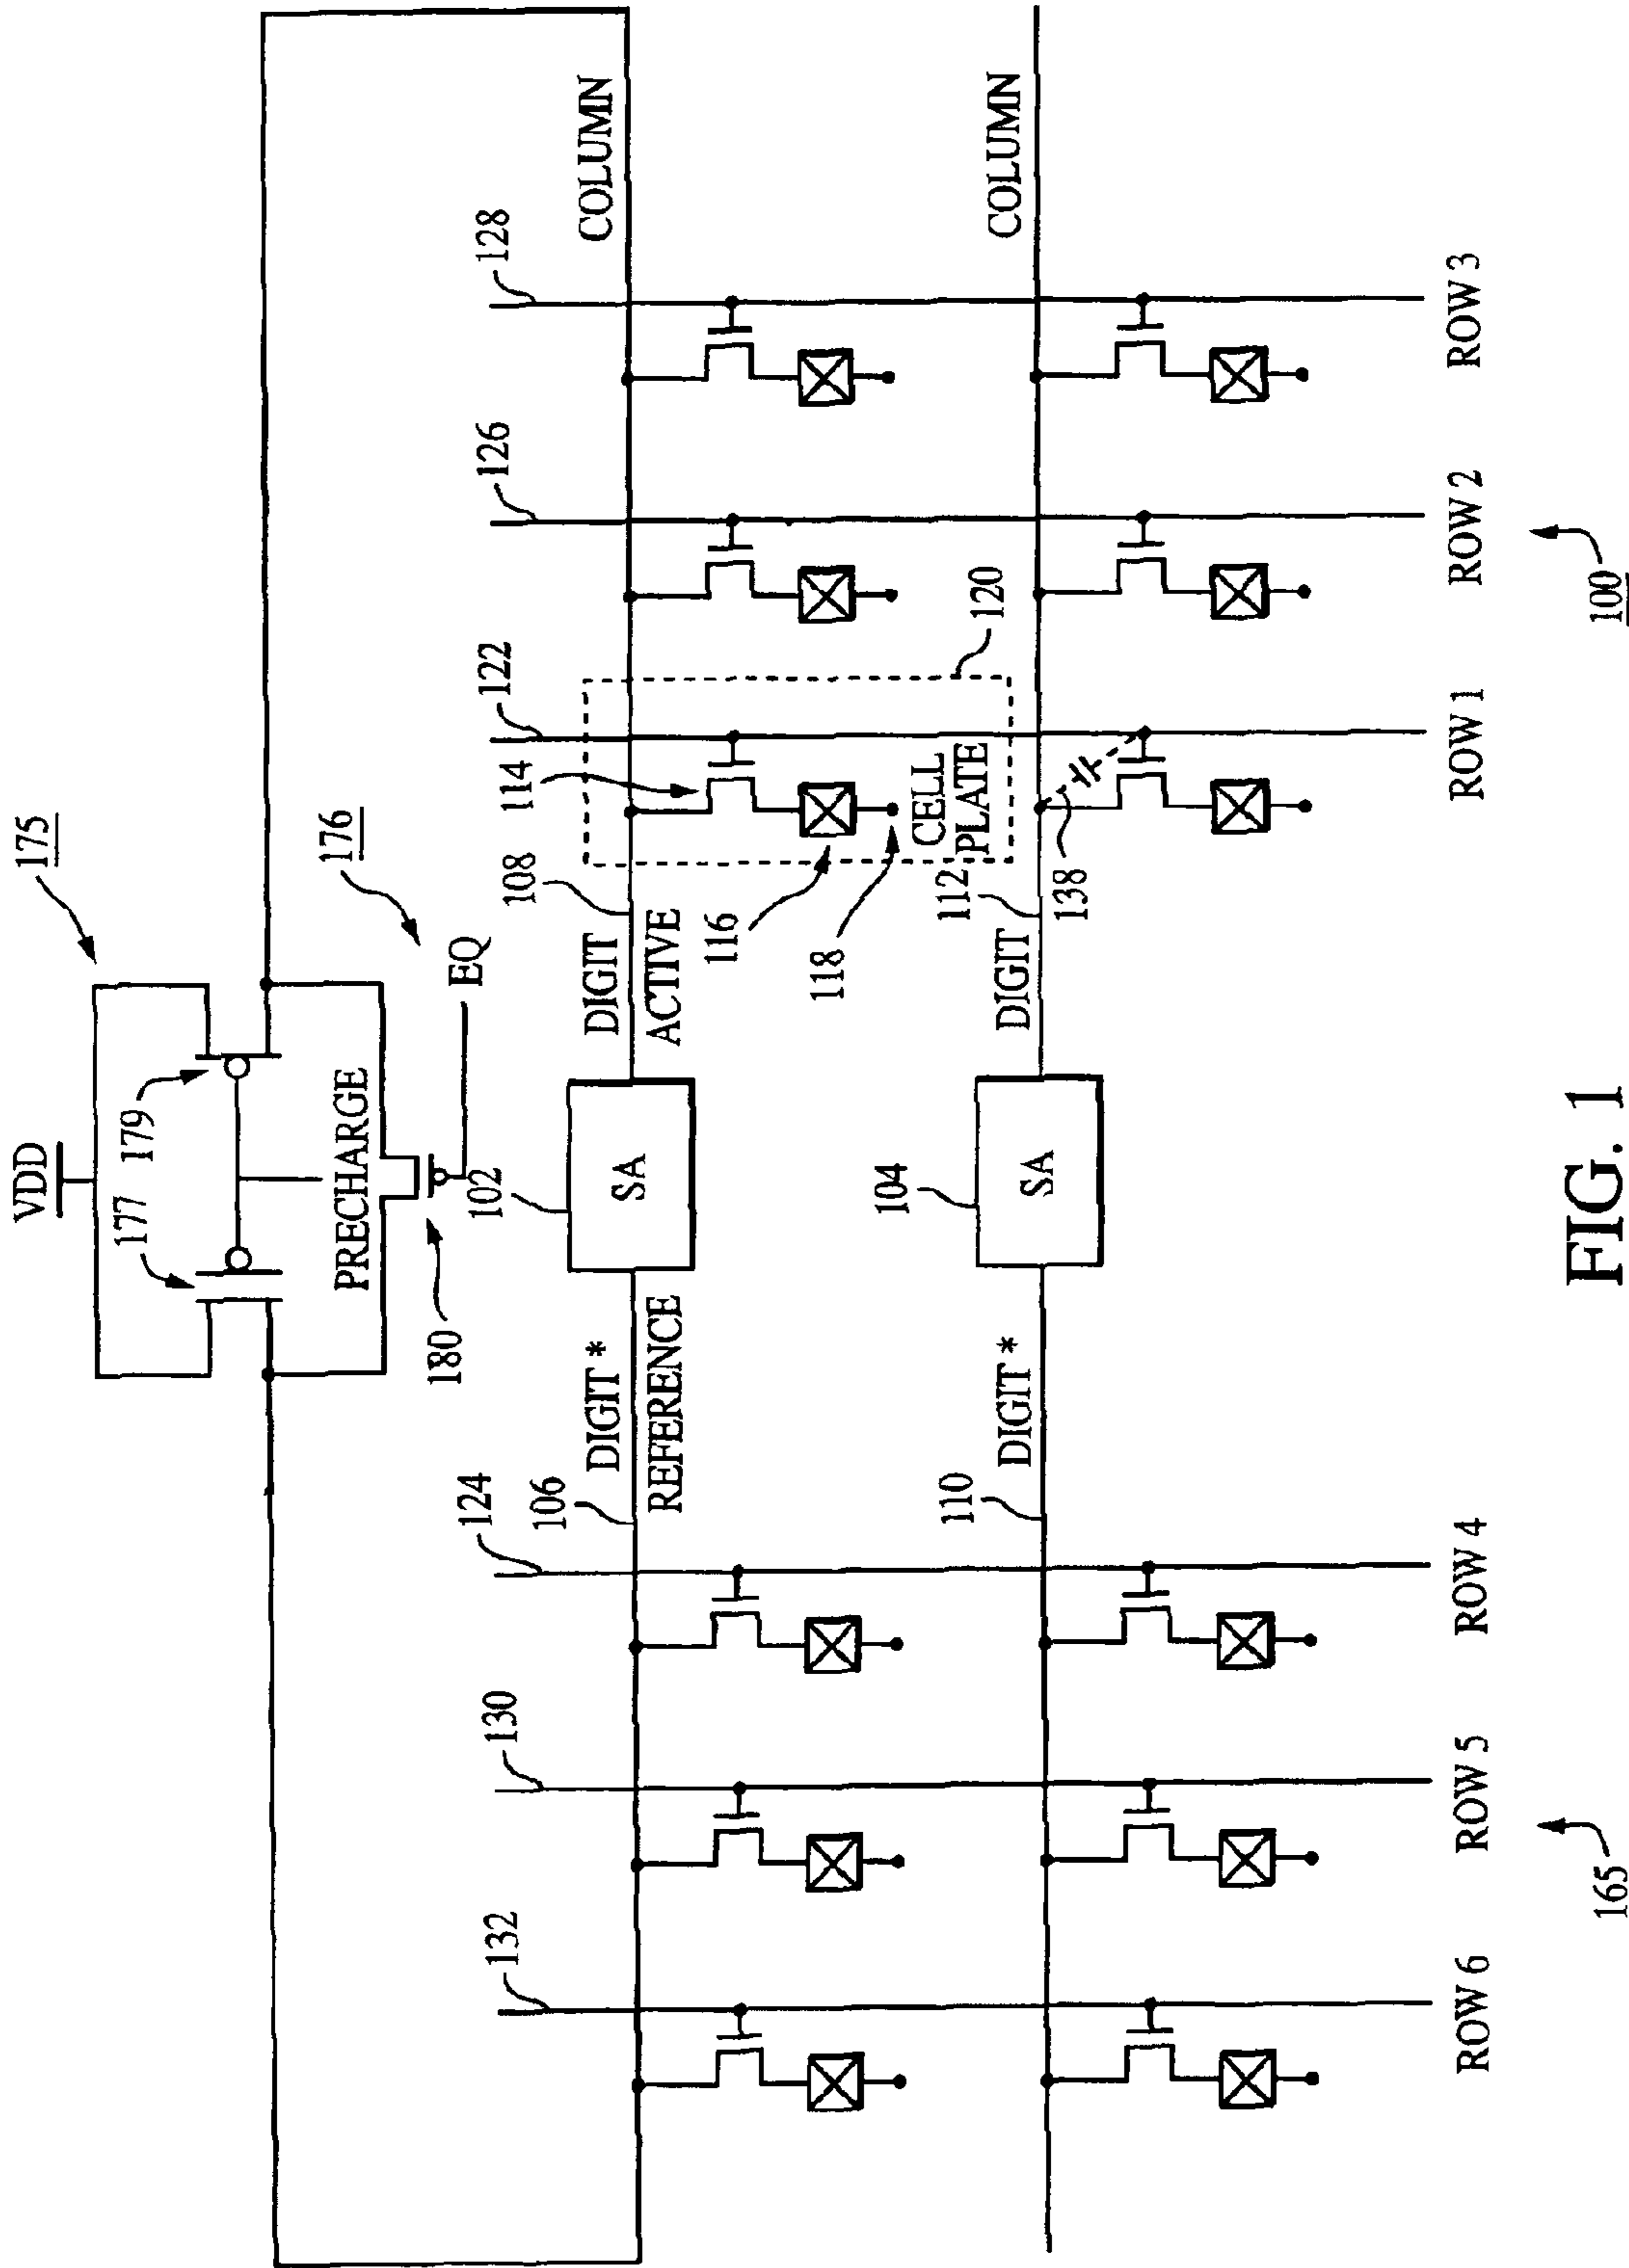 VDD
175
177
179
PRECHARGE
176
180
EQ
132
130
124
102
122
126
128
106
DIGIT *
REFERENCE
SA
DIGIT
ACTIVE
108
114
COLUMN
116
118
CELL
PLATE
120
110
DIGIT *
104
SA
DIGIT
112
138
COLUMN
ROW 6
ROW 5
ROW 4
ROW 1
ROW 2
ROW 3
165
100
FIG. 1